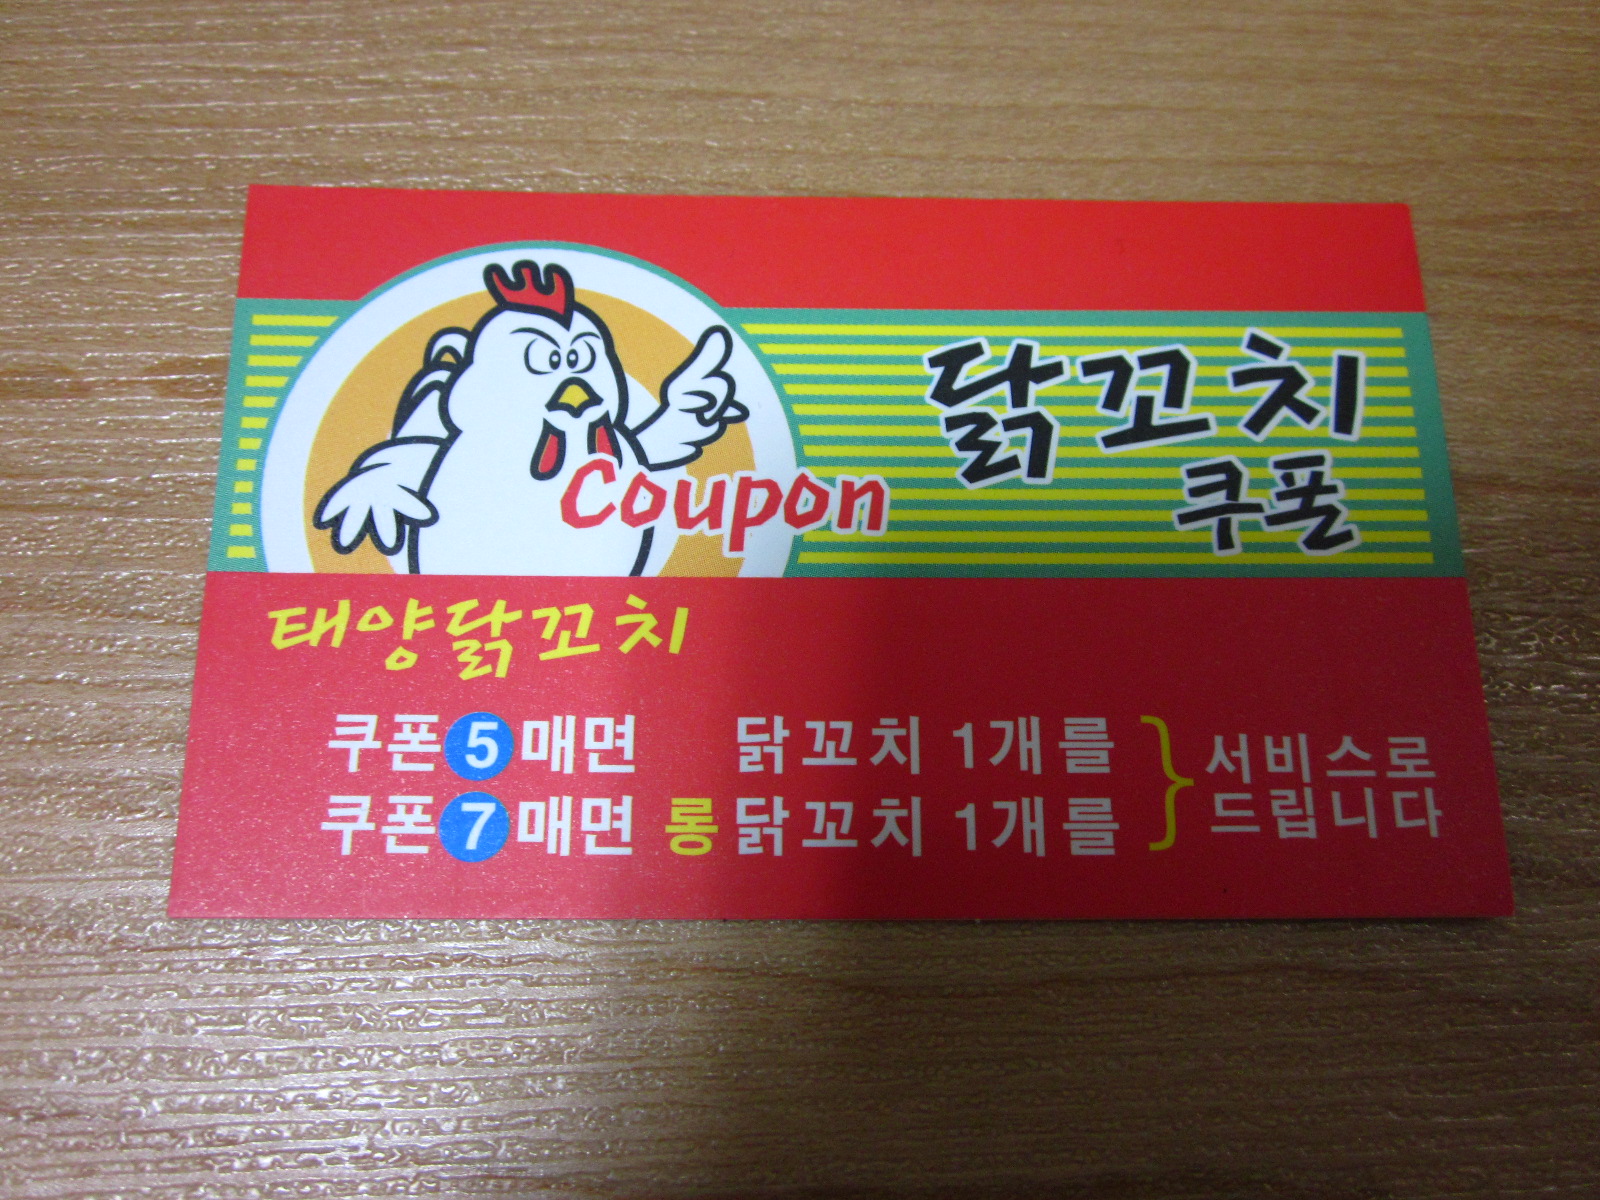 닭꼬치
쿠폰
Coupon
태양닭꼬치
쿠폰 5 매면 닭꼬치 1개를
쿠폰 7 매면 롱 닭꼬치 1개를
} 서비스로
드립니다